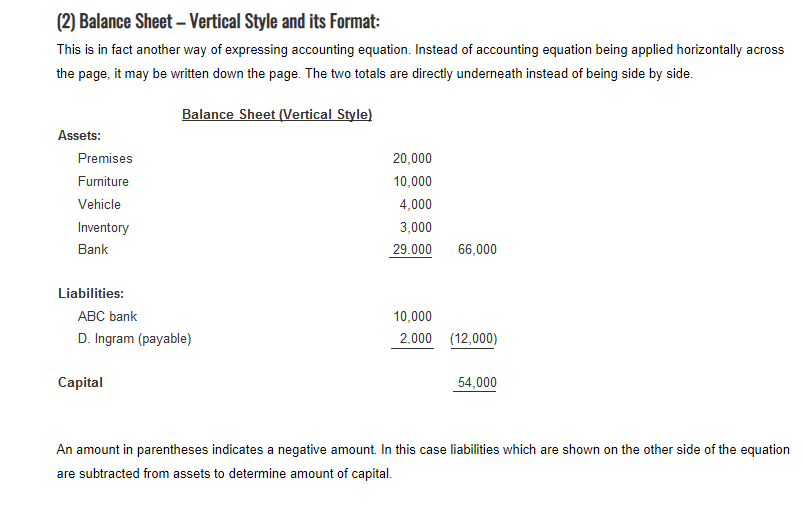 (2) Balance Sheet – Vertical Style and its Format:
This is in fact another way of expressing accounting equation. Instead of accounting equation being applied horizontally across
the page, it may be written down the page. The two totals are directly underneath instead of being side by side.
Balance Sheet (Vertical Style)
Assets:
Premises 20,000
Furniture 10,000
Vehicle 4,000
Inventory 3,000
Bank 29.000 66,000
Liabilities:
ABC bank 10,000
D. Ingram (payable) 2,000 (12,000)
Capital 54,000
An amount in parentheses indicates a negative amount. In this case liabilities which are shown on the other side of the equation
are subtracted from assets to determine amount of capital.